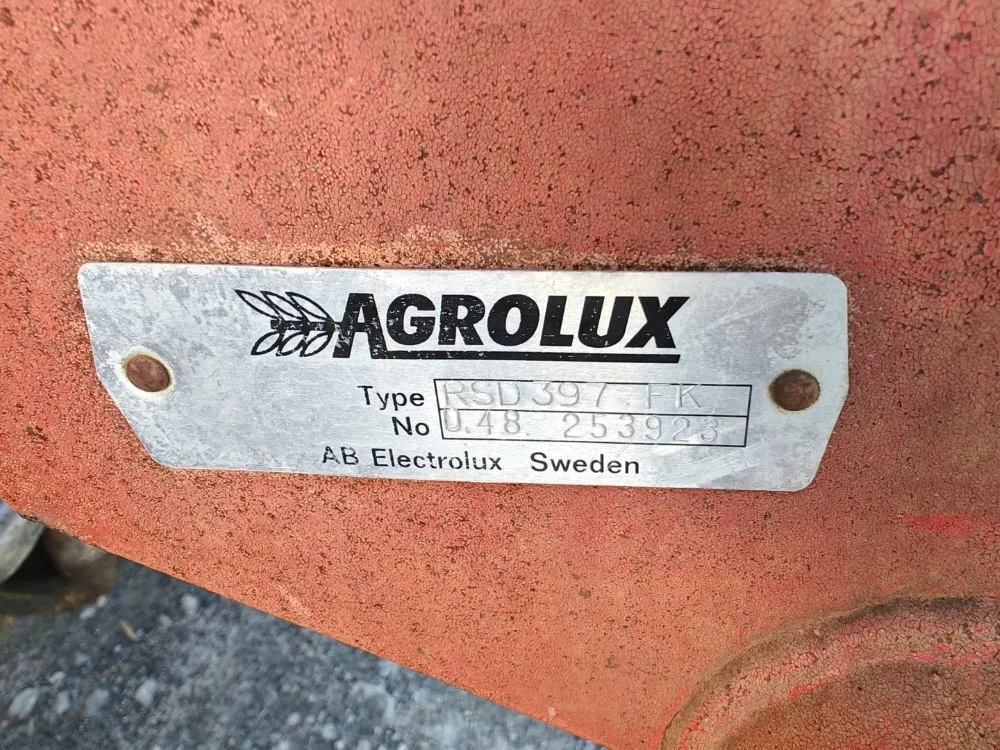 AGROLUX
Type RSD 397 FK
No 0.48. 253923
AB Electrolux Sweden